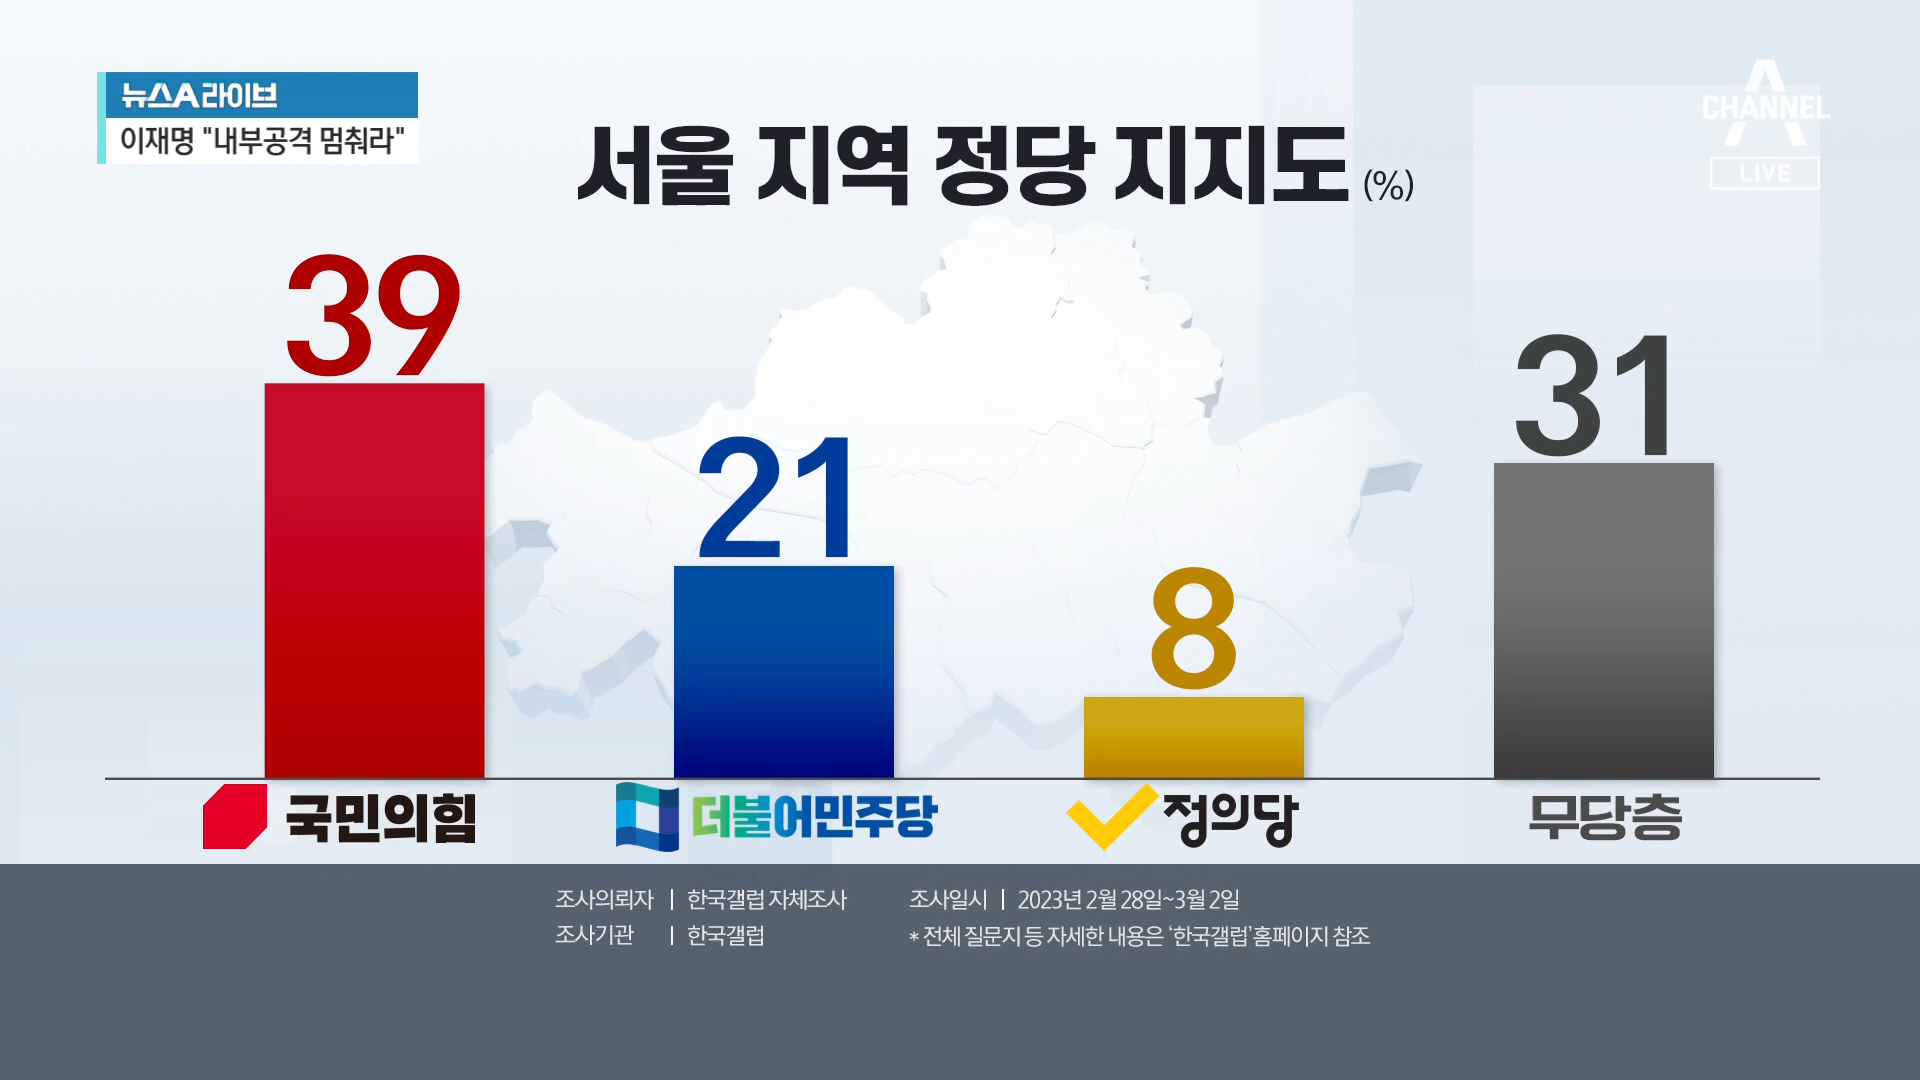 뉴스A라이브
이재명 "내부공격 멈춰라"
CHANNEL A
LIVE
서울 지역 정당 지지도 (%)
39
21
8
31
국민의힘
더불어민주당
정의당
무당층
조사의뢰자 | 한국갤럽 자체조사
조사기관 | 한국갤럽
조사일시 | 2023년 2월 28일~3월 2일
* 전체 질문지 등 자세한 내용은 ‘한국갤럽’홈페이지 참조